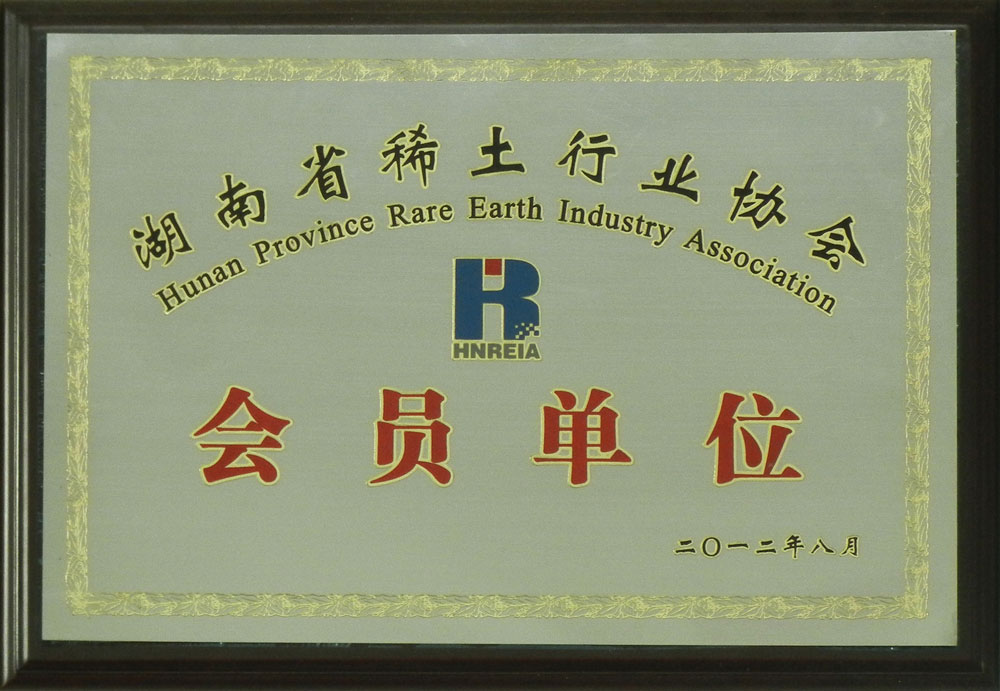 湖南省稀土行业协会
Hunan Province Rare Earth Industry Association
HNREIA
会员单位
二〇一二年八月